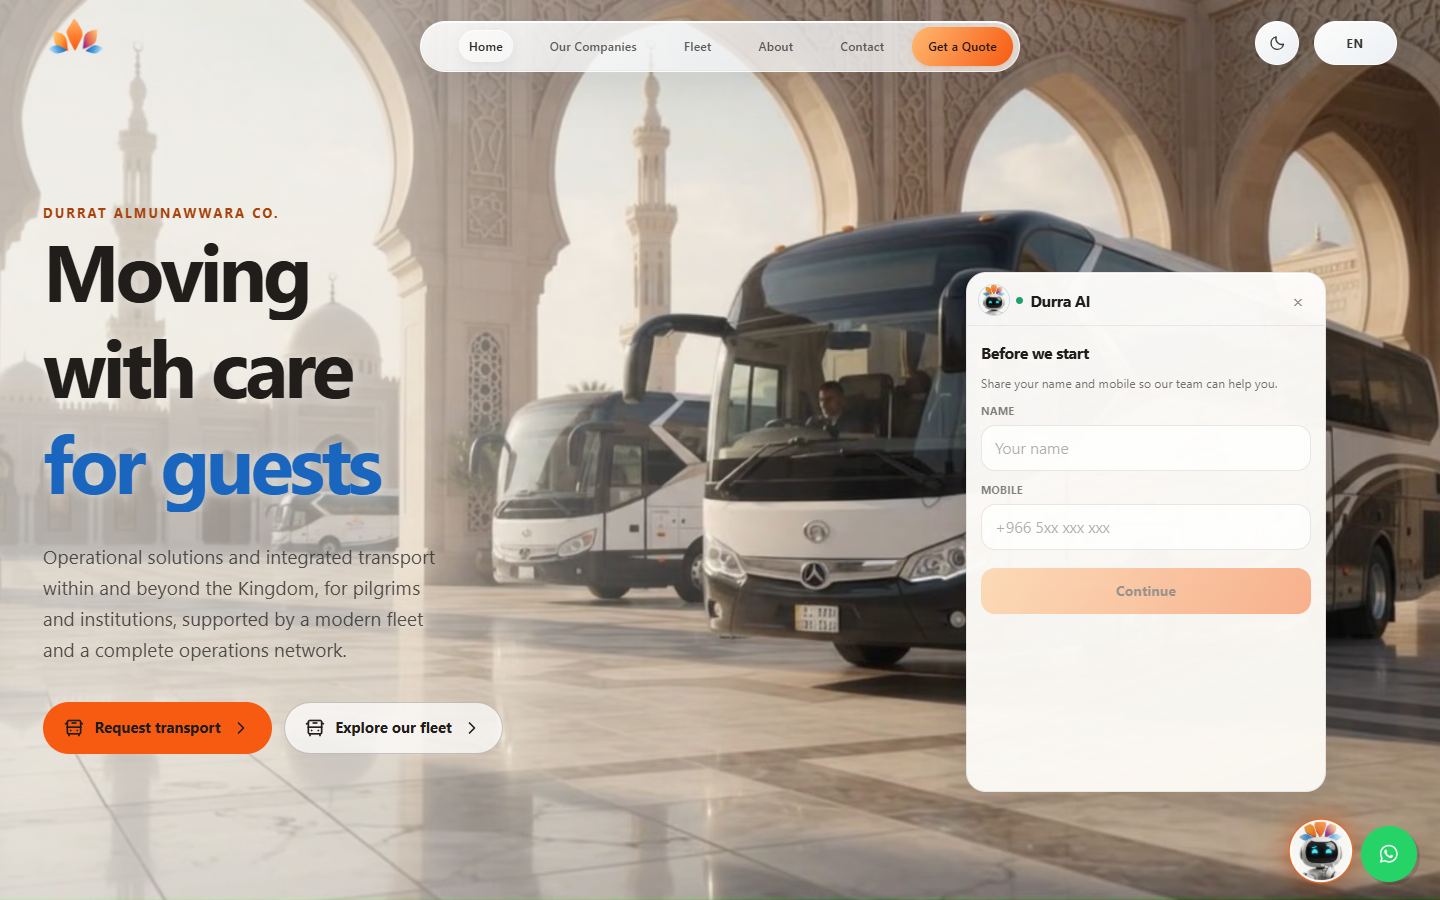 Home
Our Companies
Fleet
About
Contact
Get a Quote
EN
DURRAT ALMUNAWWARA CO.
Moving
with care
for guests
Operational solutions and integrated transport
within and beyond the Kingdom, for pilgrims
and institutions, supported by a modern fleet
and a complete operations network.
Request transport
Explore our fleet
Durra AI
×
Before we start
Share your name and mobile so our team can help you.
NAME
Your name
MOBILE
+966 5xx xxx xxx
Continue